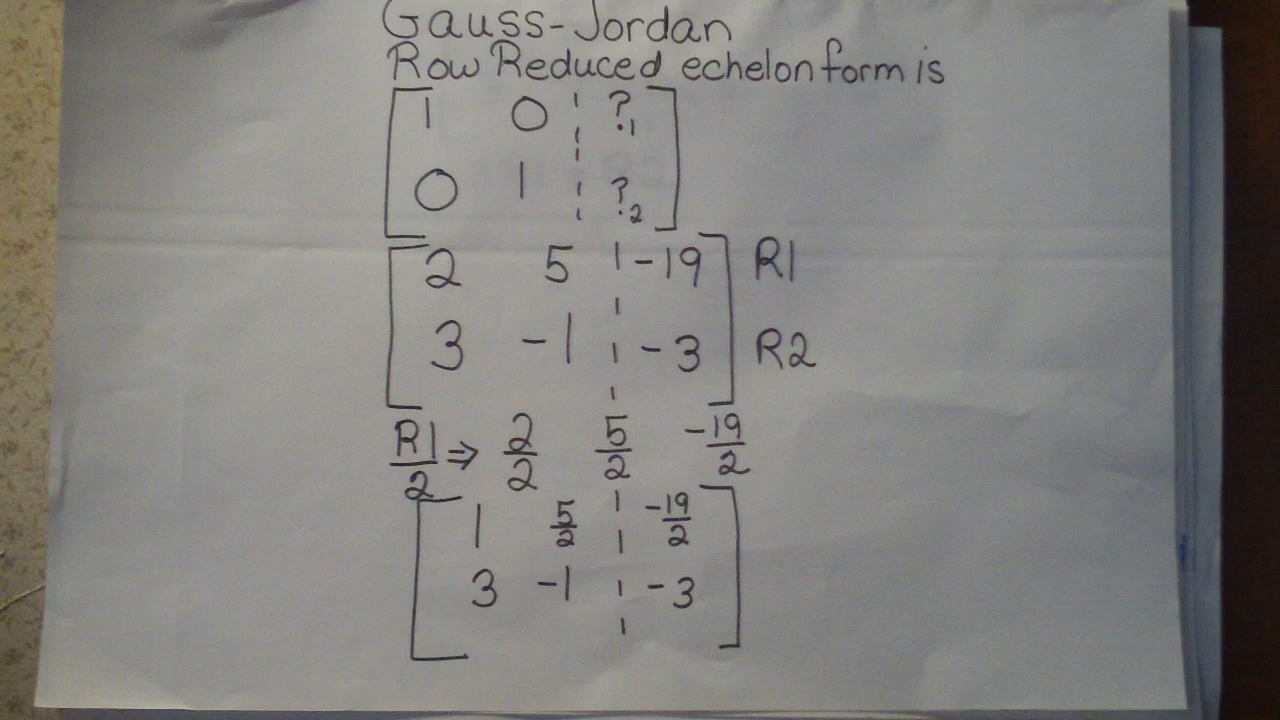 Gauss-Jordan
Row Reduced echelon form is
1 0 ?1
0 1 ?2
2 5 -19 R1
3 -1 -3 R2
R1/2 ⇒ 2/2 5/2 -19/2
1 5/2 -19/2
3 -1 -3